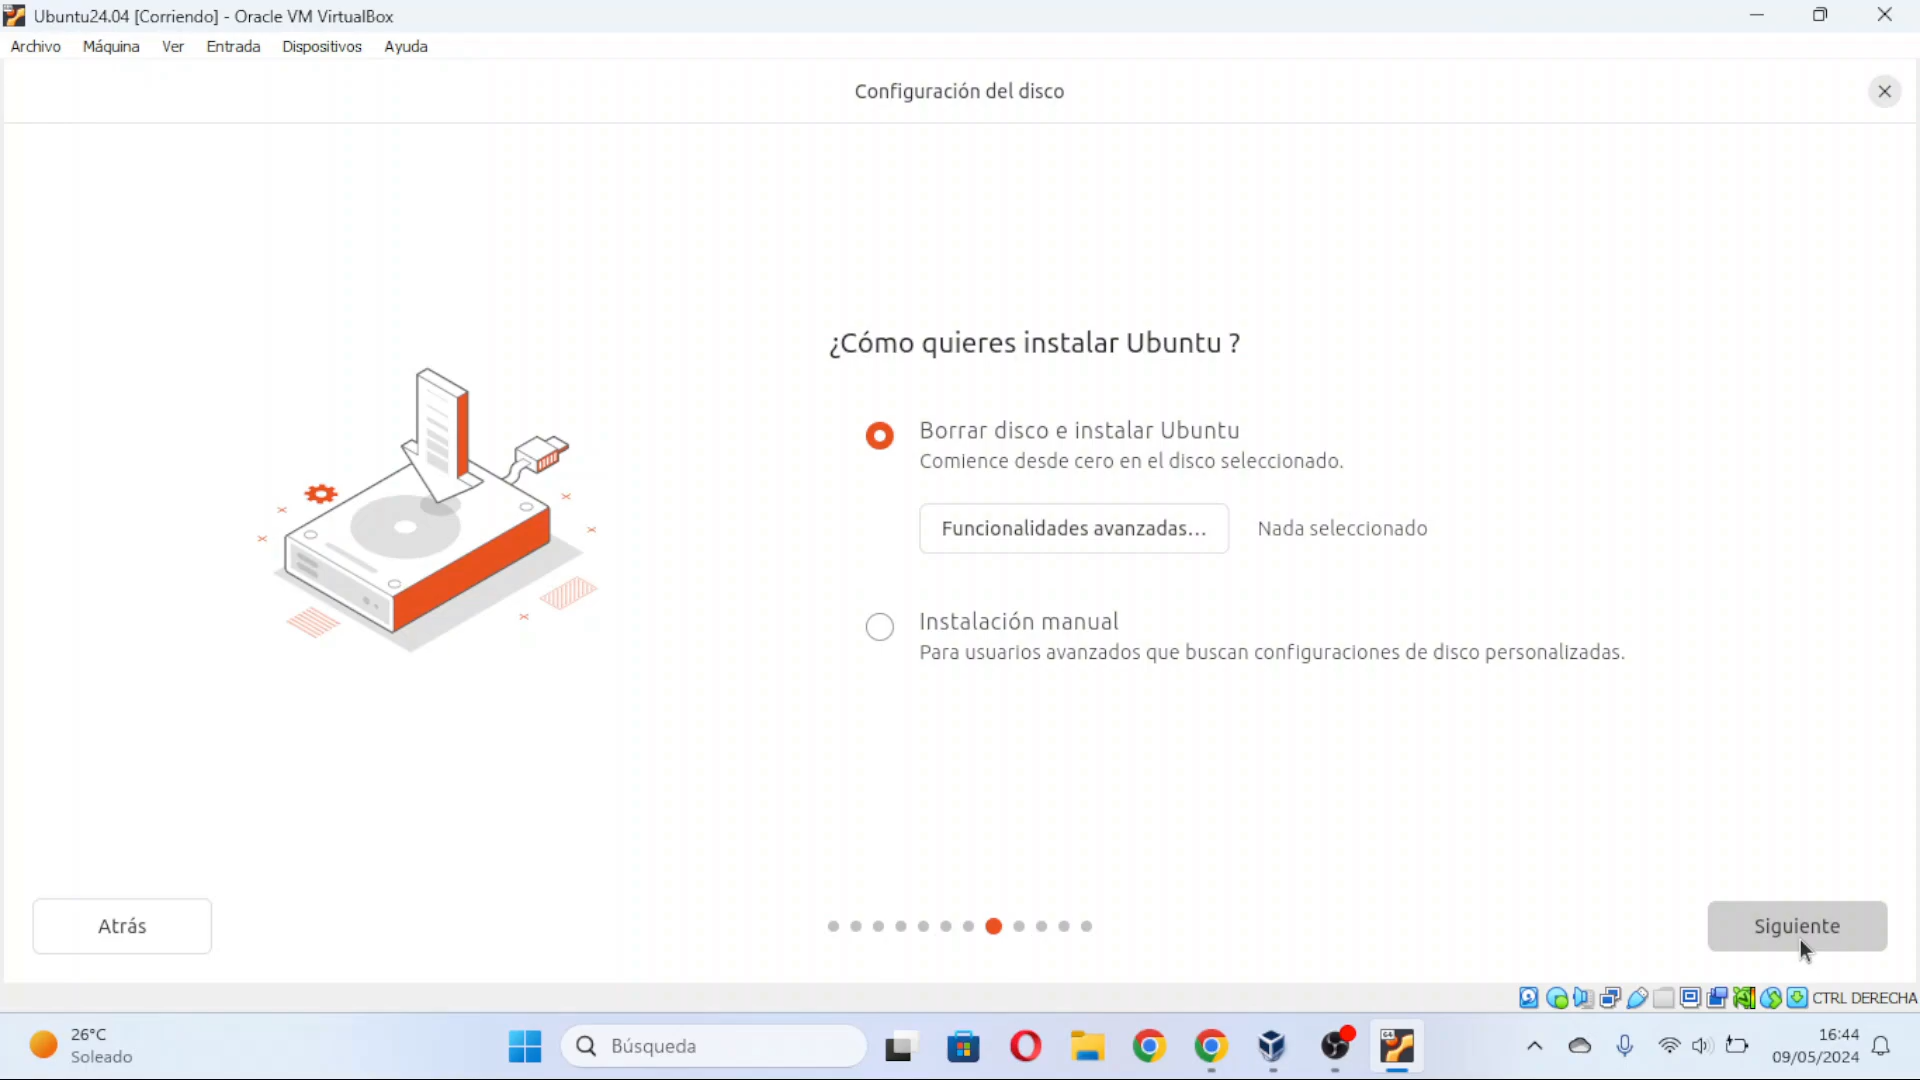 Ubuntu24.04 [Corriendo] - Oracle VM VirtualBox
Archivo Máquina Ver Entrada Dispositivos Ayuda
Configuración del disco
¿Cómo quieres instalar Ubuntu ?
Borrar disco e instalar Ubuntu
Comience desde cero en el disco seleccionado.
Funcionalidades avanzadas... Nada seleccionado
Instalación manual
Para usuarios avanzados que buscan configuraciones de disco personalizadas.
Atrás
Siguiente
CTRL DERECHA
26°C
Soleado
Búsqueda
16:44
09/05/2024